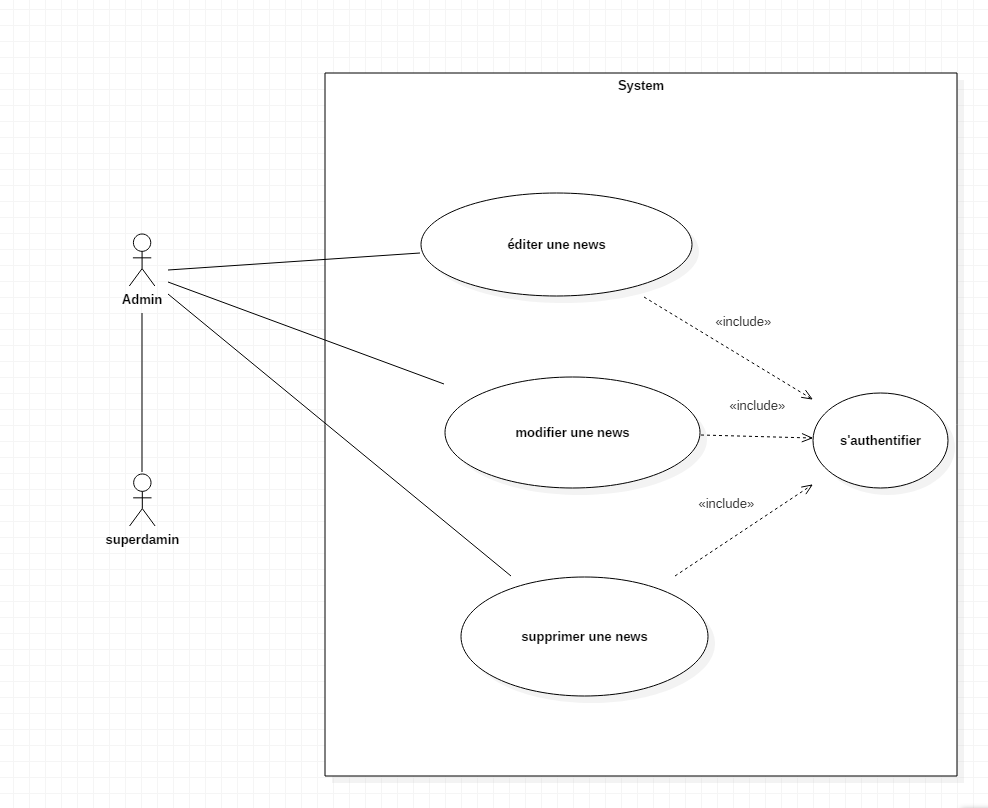 System
éditer une news
«include»
Admin
«include»
modifier une news
s'authentifier
«include»
superdamin
supprimer une news